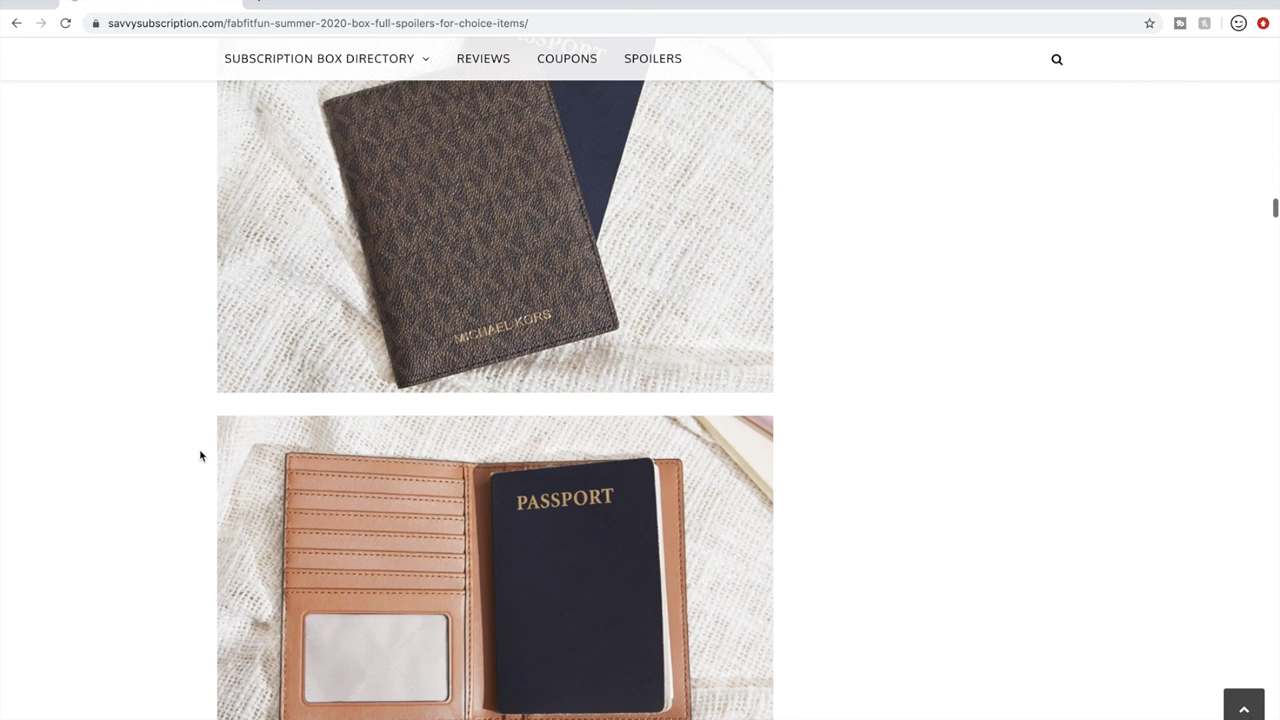 savvysubscription.com/fabfitfun-summer-2020-box-full-spoilers-for-choice-items/
SUBSCRIPTION BOX DIRECTORY REVIEWS COUPONS SPOILERS
MICHAEL KORS
PASSPORT